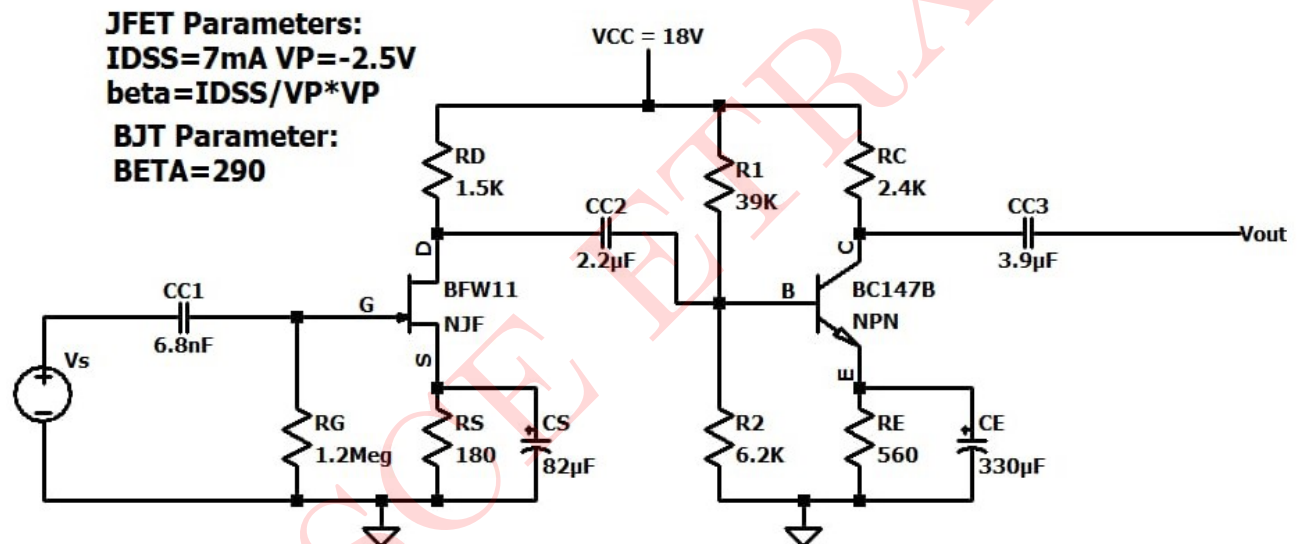 JFET Parameters:
IDSS=7mA VP=-2.5V
beta=IDSS/VP*VP
BJT Parameter:
BETA=290
VCC = 18V
RD
1.5K
R1
39K
RC
2.4K
CC2
2.2µF
CC3
3.9µF
Vout
D
C
CC1
6.8nF
G
BFW11
NJF
B
BC147B
NPN
Vs
S
E
RG
1.2Meg
RS
180
CS
82µF
R2
6.2K
RE
560
CE
330µF
SCE ETRA